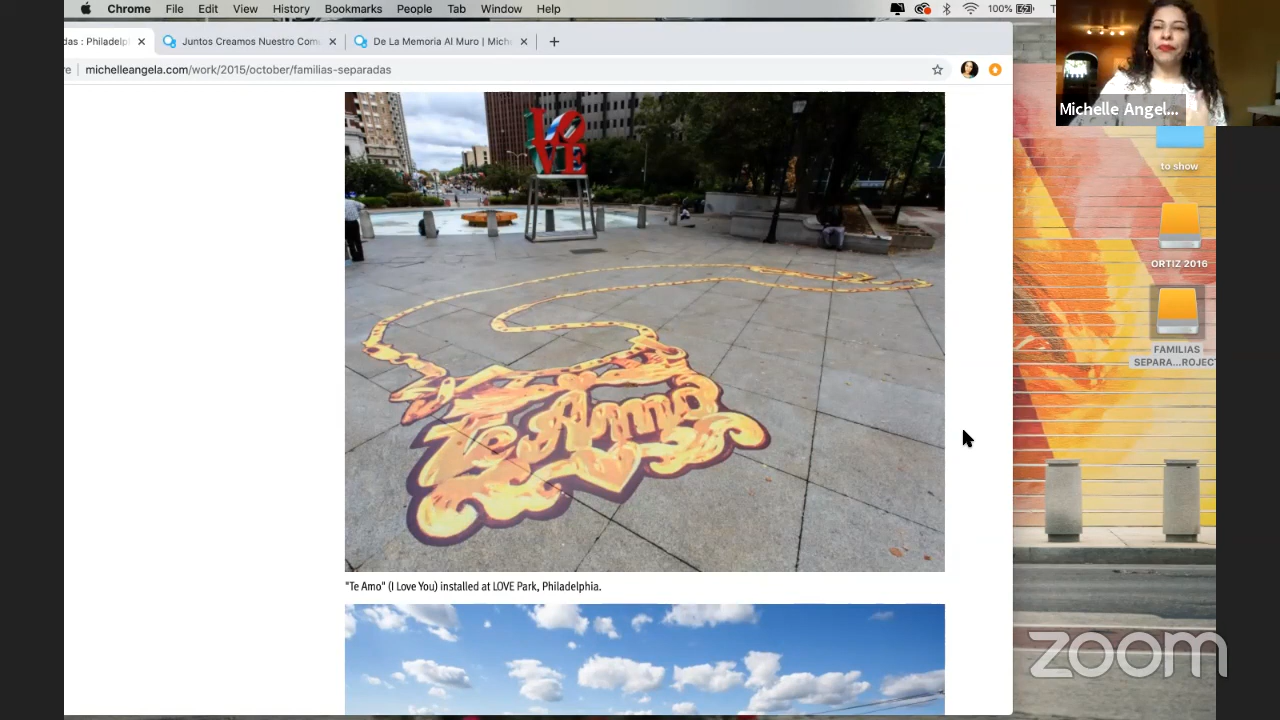 Chrome File Edit View History Bookmarks People Tab Window Help 100%
das : Philadelpl Juntos Creamos Nuestro Com De La Memoria Al Muro | Mich
michelleangela.com/work/2015/october/familias-separadas
Michelle Angel...
to show
LOVE
ORTIZ 2016
FAMILIAS
SEPARA...ROJECT
Te Amo
"Te Amo" (I Love You) installed at LOVE Park, Philadelphia.
zoom